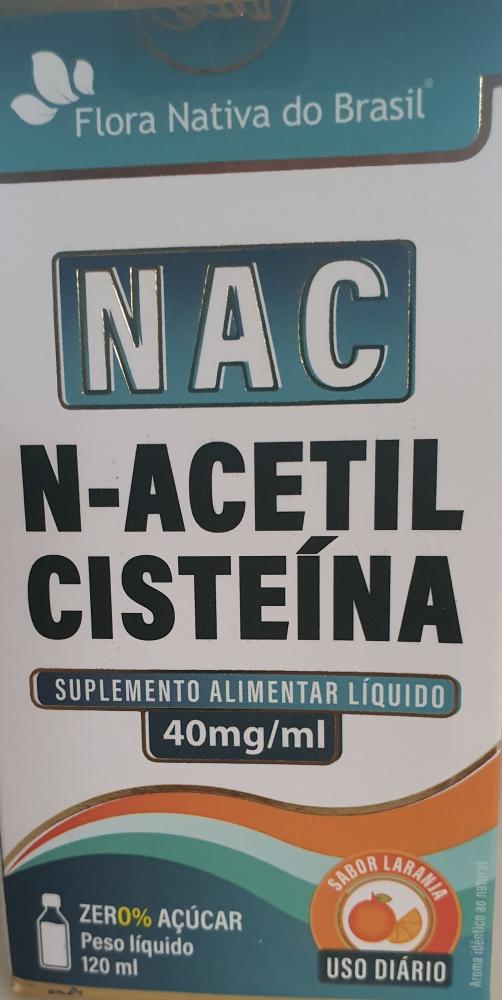 Flora Nativa do Brasil®
NAC
N-ACETIL
CISTEÍNA
SUPLEMENTO ALIMENTAR LÍQUIDO
40mg/ml
ZER0% AÇÚCAR
Peso líquido
120 ml
SABOR LARANJA
USO DIÁRIO
Aroma idêntico ao natural